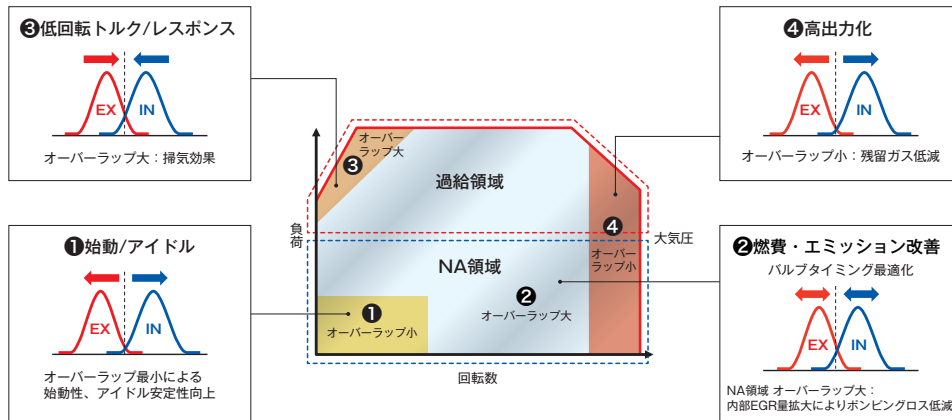 ❸低回転トルク/レスポンス
EX
IN
オーバーラップ大：掃気効果
❹高出力化
EX
IN
オーバーラップ小：残留ガス低減
❶始動/アイドル
EX
IN
オーバーラップ最小による
始動性、アイドル安定性向上
❷燃費・エミッション改善
バルブタイミング最適化
EX
IN
NA領域 オーバーラップ大：
内部EGR量拡大によりポンピングロス低減
オーバー
ラップ大
❸
過給領域
負荷
大気圧
❹
オーバー
ラップ小
NA領域
❷
オーバーラップ大
❶
オーバーラップ小
回転数